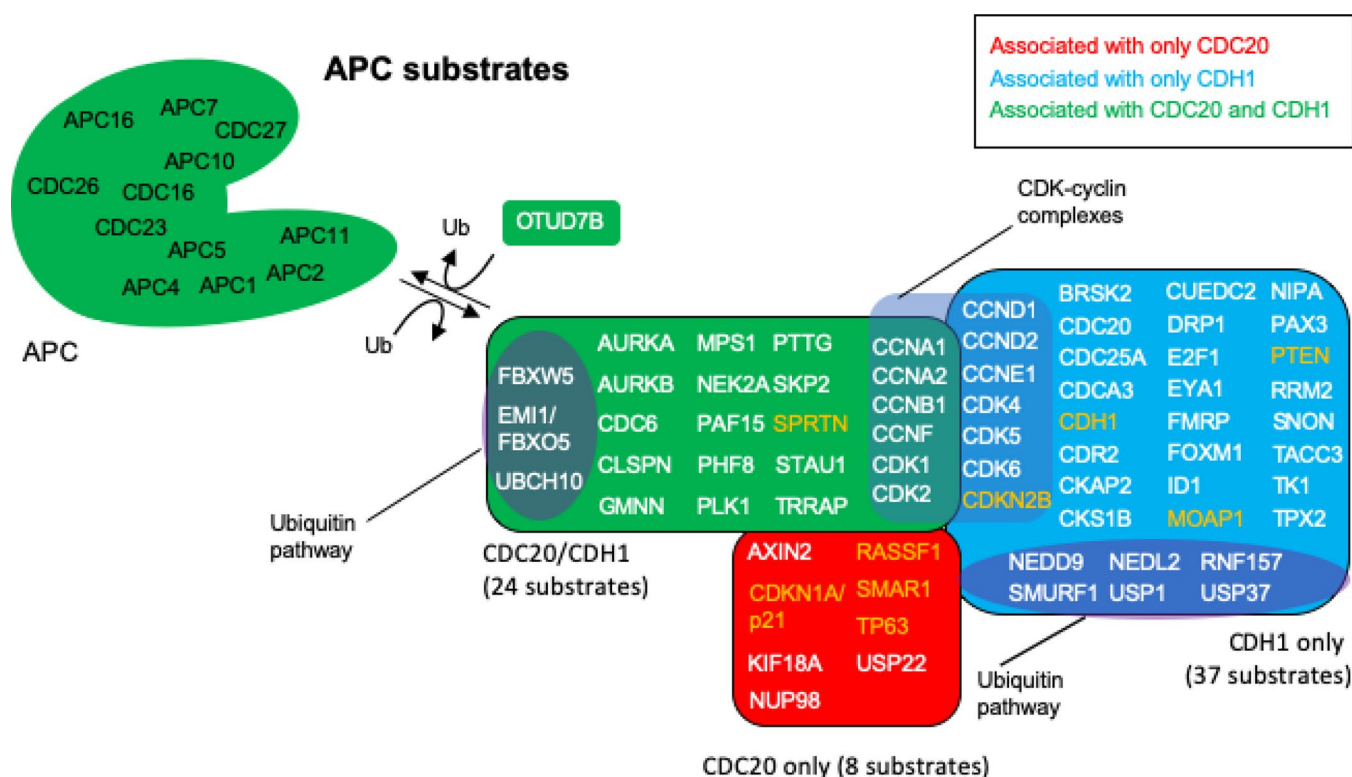 APC substrates
Associated with only CDC20
Associated with only CDH1
Associated with CDC20 and CDH1
APC16
APC7
CDC27
APC10
CDC26
CDC16
CDC23
APC5
APC11
APC4
APC1
APC2
APC
Ub
OTUD7B
Ub
CDK-cyclin
complexes
FBXW5
EMI1/
FBXO5
UBCH10
AURKA
AURKB
CDC6
CLSPN
GMNN
MPS1
NEK2A
PAF15
PHF8
PLK1
PTTG
SKP2
SPRTN
STAU1
TRRAP
CCNA1
CCNA2
CCNB1
CCNF
CDK1
CDK2
CCND1
CCND2
CCNE1
CDK4
CDK5
CDK6
CDKN2B
BRSK2
CDC20
CDC25A
CDCA3
CDH1
CDR2
CKAP2
CKS1B
CUEDC2
DRP1
E2F1
EYA1
FMRP
FOXM1
ID1
MOAP1
NIPA
PAX3
PTEN
RRM2
SNON
TACC3
TK1
TPX2
NEDD9 NEDL2 RNF157
SMURF1 USP1 USP37
Ubiquitin
pathway
CDC20/CDH1
(24 substrates)
AXIN2
CDKN1A/
p21
KIF18A
NUP98
RASSF1
SMAR1
TP63
USP22
CDH1 only
(37 substrates)
Ubiquitin
pathway
CDC20 only (8 substrates)